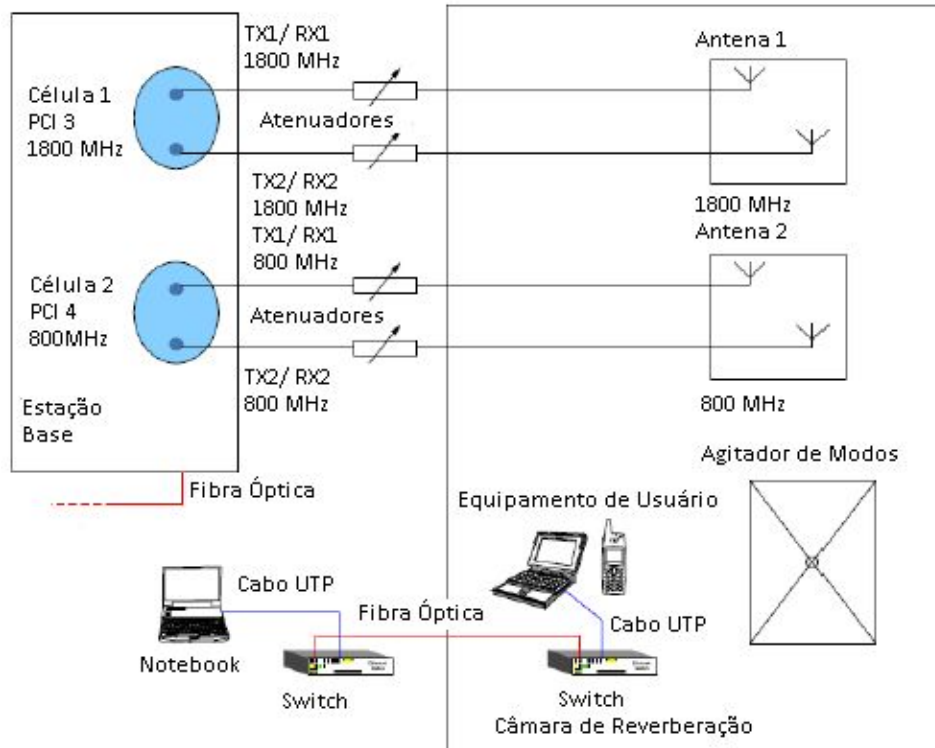 TX1/ RX1
1800 MHz
Antena 1
Célula 1
PCI 3
1800 MHz
Atenuadores
TX2/ RX2
1800 MHz
TX1/ RX1
800 MHz
1800 MHz
Antena 2
Célula 2
PCI 4
800MHz
Atenuadores
TX2/ RX2
800 MHz
800 MHz
Estação
Base
Fibra Óptica
Agitador de Modos
Equipamento de Usuário
Cabo UTP
Notebook
Fibra Óptica
Cabo UTP
Switch
Switch
Câmara de Reverberação